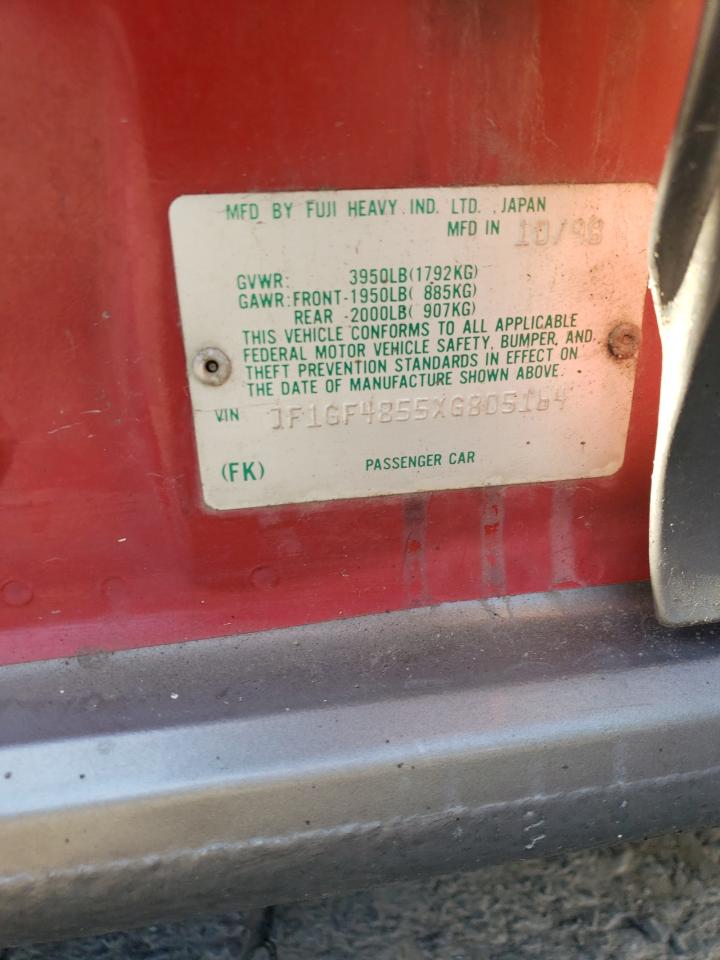 MFD BY FUJI HEAVY IND. LTD., JAPAN
MFD IN 10/98
GVWR: 3950LB(1792KG)
GAWR:FRONT-1950LB( 885KG)
REAR -2000LB( 907KG)
THIS VEHICLE CONFORMS TO ALL APPLICABLE
FEDERAL MOTOR VEHICLE SAFETY, BUMPER, AND
THEFT PREVENTION STANDARDS IN EFFECT ON
THE DATE OF MANUFACTURE SHOWN ABOVE.
VIN JF1GF4855XG805164
(FK) PASSENGER CAR